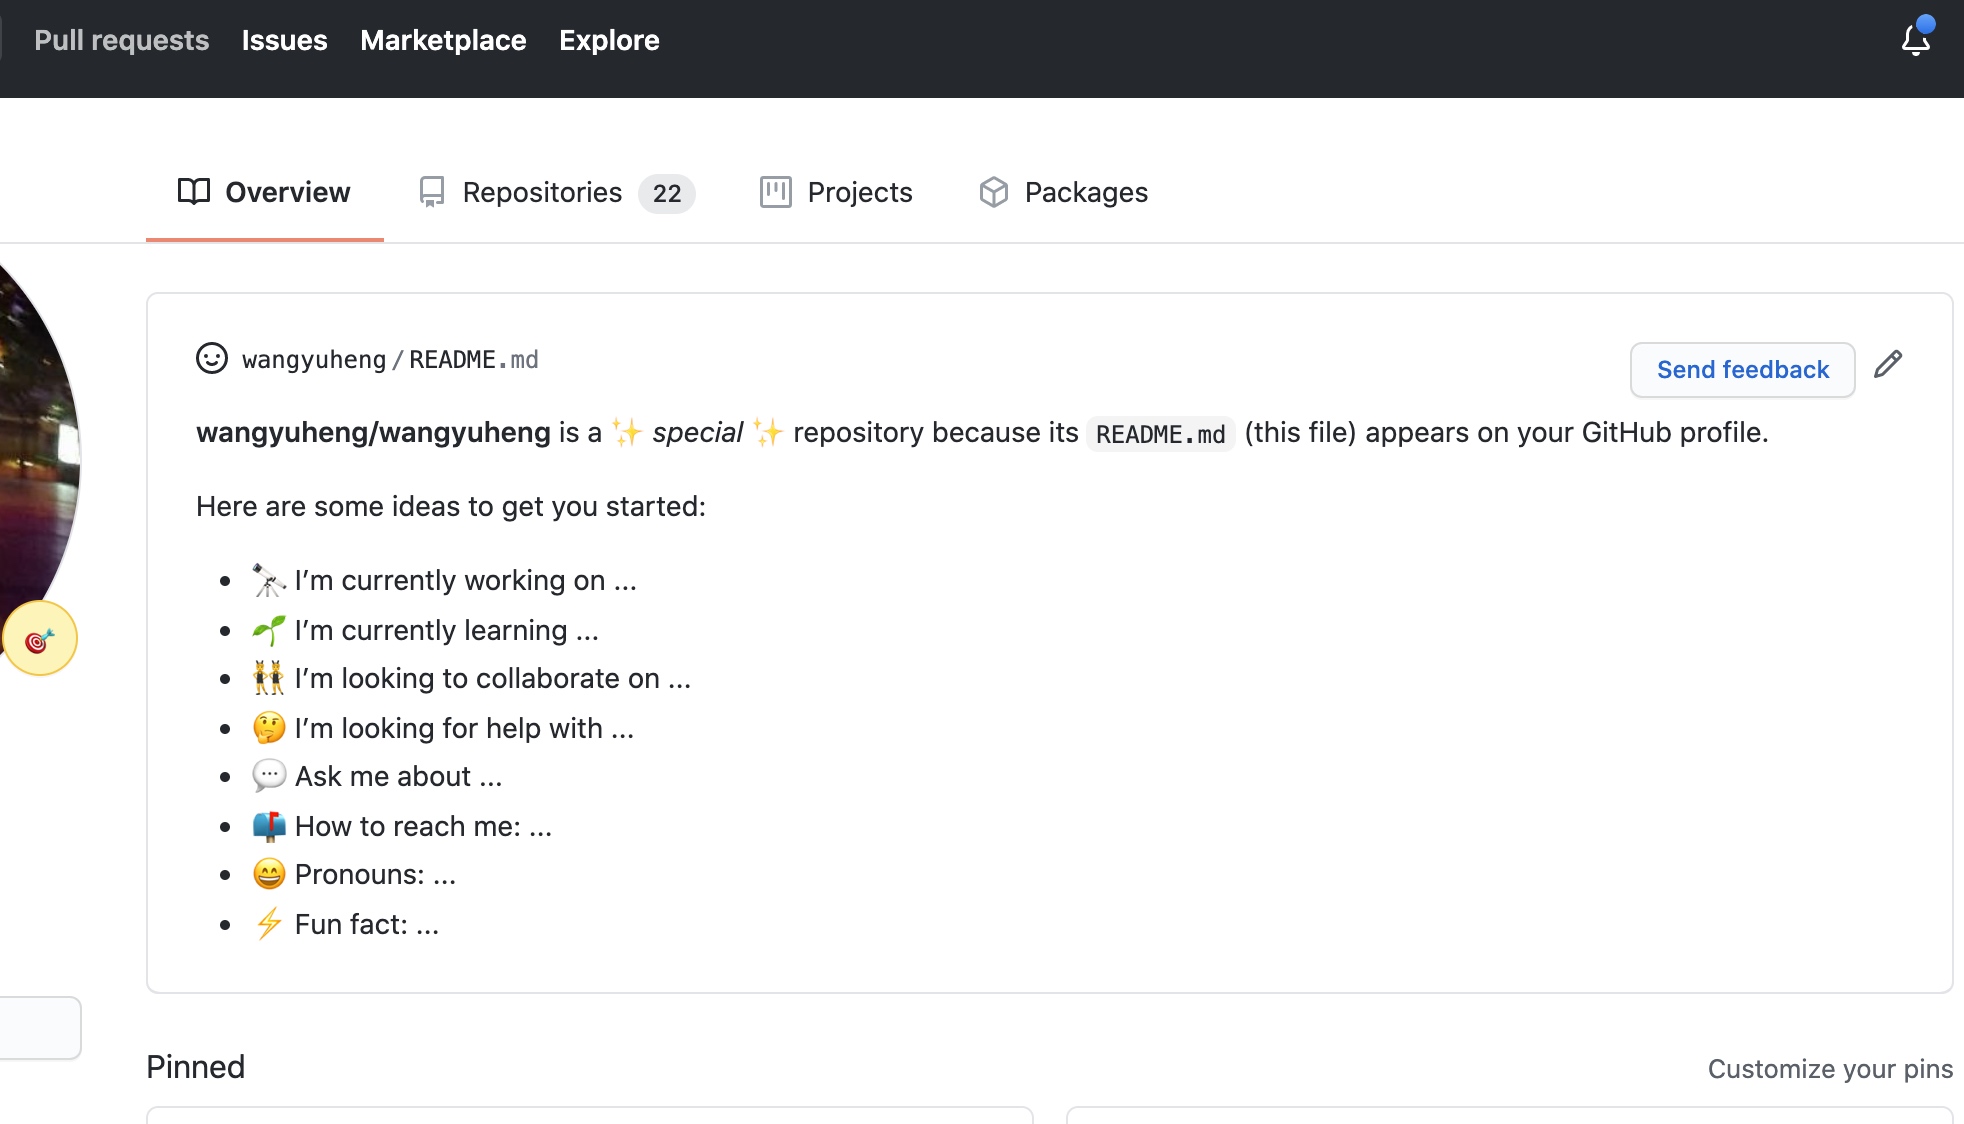 Pull requests Issues Marketplace Explore
Overview Repositories 22 Projects Packages
wangyuheng/README.md
Send feedback
wangyuheng/wangyuheng is a ✨ special ✨ repository because its README.md (this file) appears on your GitHub profile.
Here are some ideas to get you started:
• 🔭 I’m currently working on ...
• 🌱 I’m currently learning ...
• 👯 I’m looking to collaborate on ...
• 🤔 I’m looking for help with ...
• 💬 Ask me about ...
• 📫 How to reach me: ...
• 😄 Pronouns: ...
• ⚡ Fun fact: ...
Pinned
Customize your pins